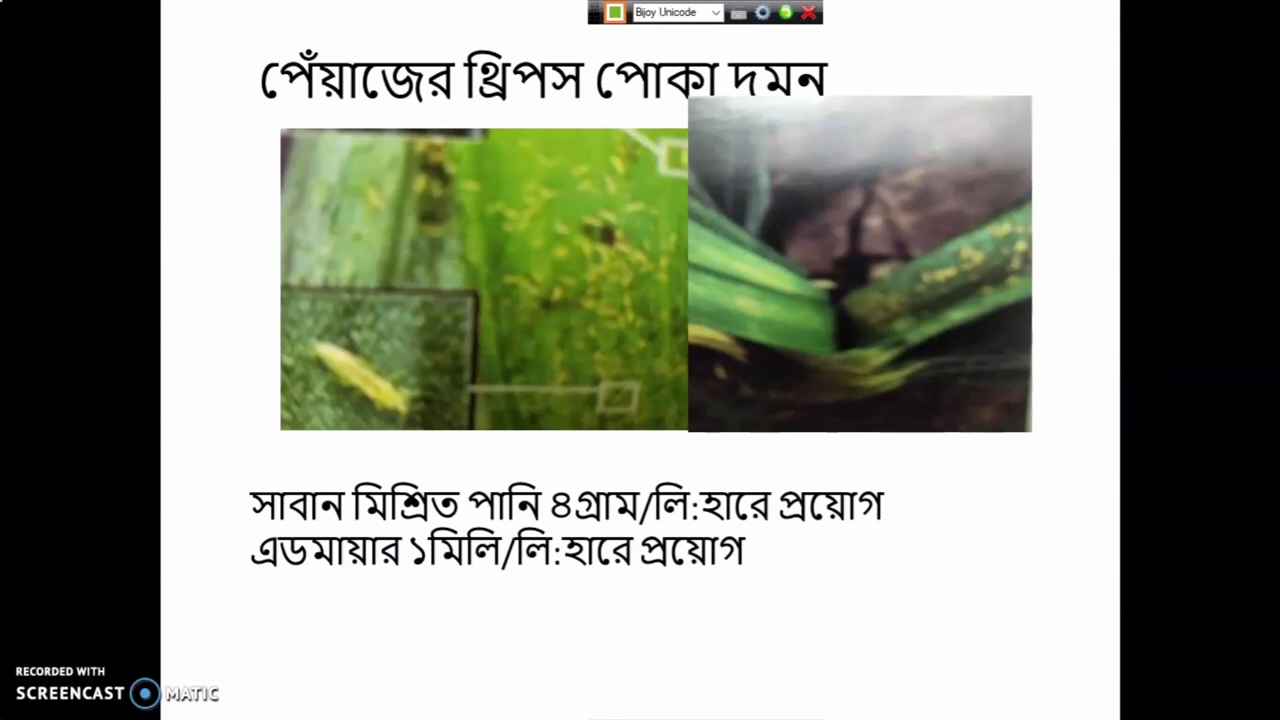 Bijoy Unicode
পেঁয়াজের থ্রিপস পোকা দমন
সাবান মিশ্রিত পানি ৪গ্রাম/লি:হারে প্রয়োগ
এডমায়ার ১মিলি/লি:হারে প্রয়োগ
RECORDED WITH
SCREENCAST MATIC